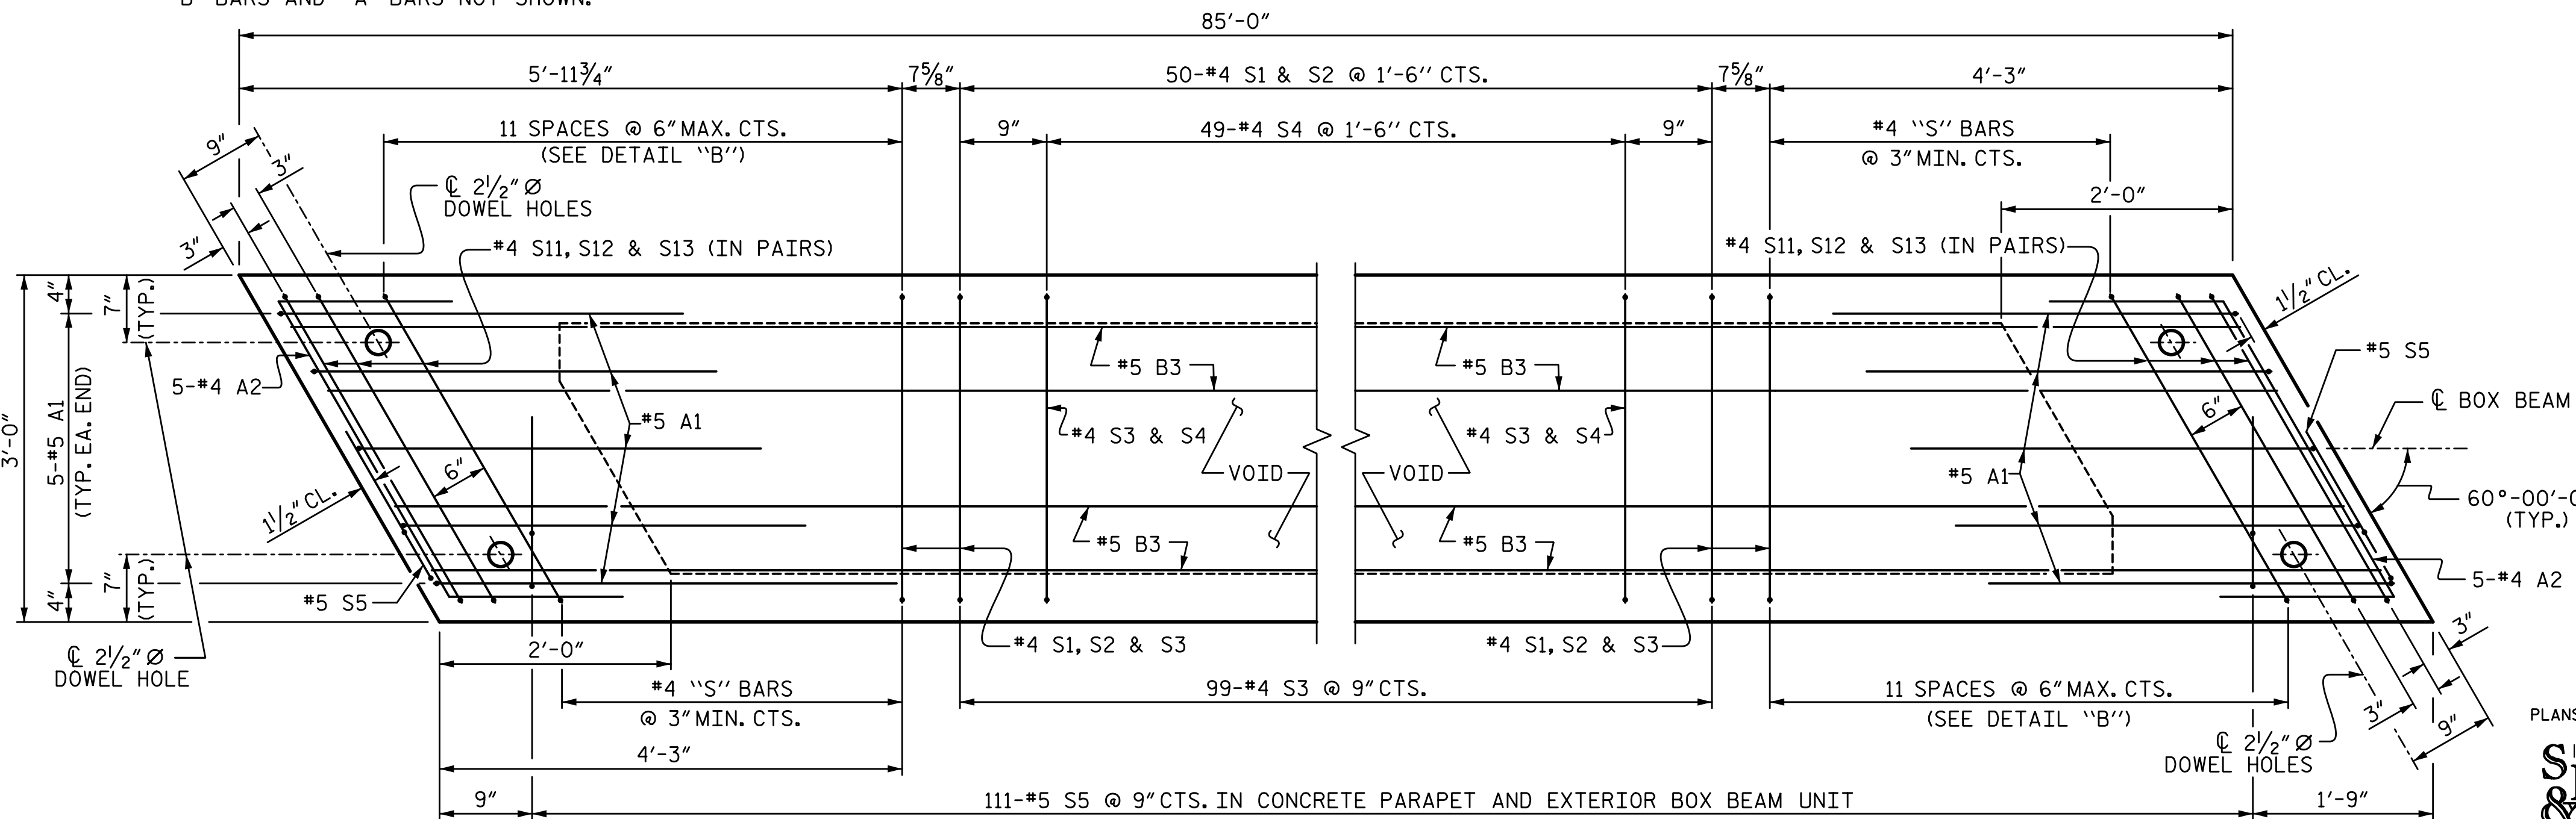 "B" BARS AND "A" BARS NOT SHOWN.
85'-0"
5'-11¾"
7⅝"
50-#4 S1 & S2 @ 1'-6" CTS.
7⅝"
4'-3"
11 SPACES @ 6" MAX. CTS.
(SEE DETAIL "B")
9"
49-#4 S4 @ 1'-6" CTS.
9"
#4 "S" BARS
@ 3" MIN. CTS.
9"
3"
3"
℄ 2½" Ø
DOWEL HOLES
2'-0"
#4 S11, S12 & S13 (IN PAIRS)
#4 S11, S12 & S13 (IN PAIRS)
1½" CL.
3'-0"
4"
5-#5 A1
(TYP. EA. END)
4"
7"
(TYP.)
7"
(TYP.)
5-#4 A2
#5 A1
6"
1½" CL.
#5 S5
#5 B3
#4 S3 & S4
VOID
#5 B3
#5 B3
#4 S3 & S4
VOID
#5 B3
#5 A1
6"
#5 S5
℄ BOX BEAM
60°-00'-0
(TYP.)
5-#4 A2
℄ 2½" Ø
DOWEL HOLE
2'-0"
#4 S1, S2 & S3
#4 S1, S2 & S3
#4 "S" BARS
@ 3" MIN. CTS.
99-#4 S3 @ 9" CTS.
11 SPACES @ 6" MAX. CTS.
(SEE DETAIL "B")
3"
3"
9"
℄ 2½" Ø
DOWEL HOLES
PLANS
4'-3"
9"
111-#5 S5 @ 9" CTS. IN CONCRETE PARAPET AND EXTERIOR BOX BEAM UNIT
1'-9"
&